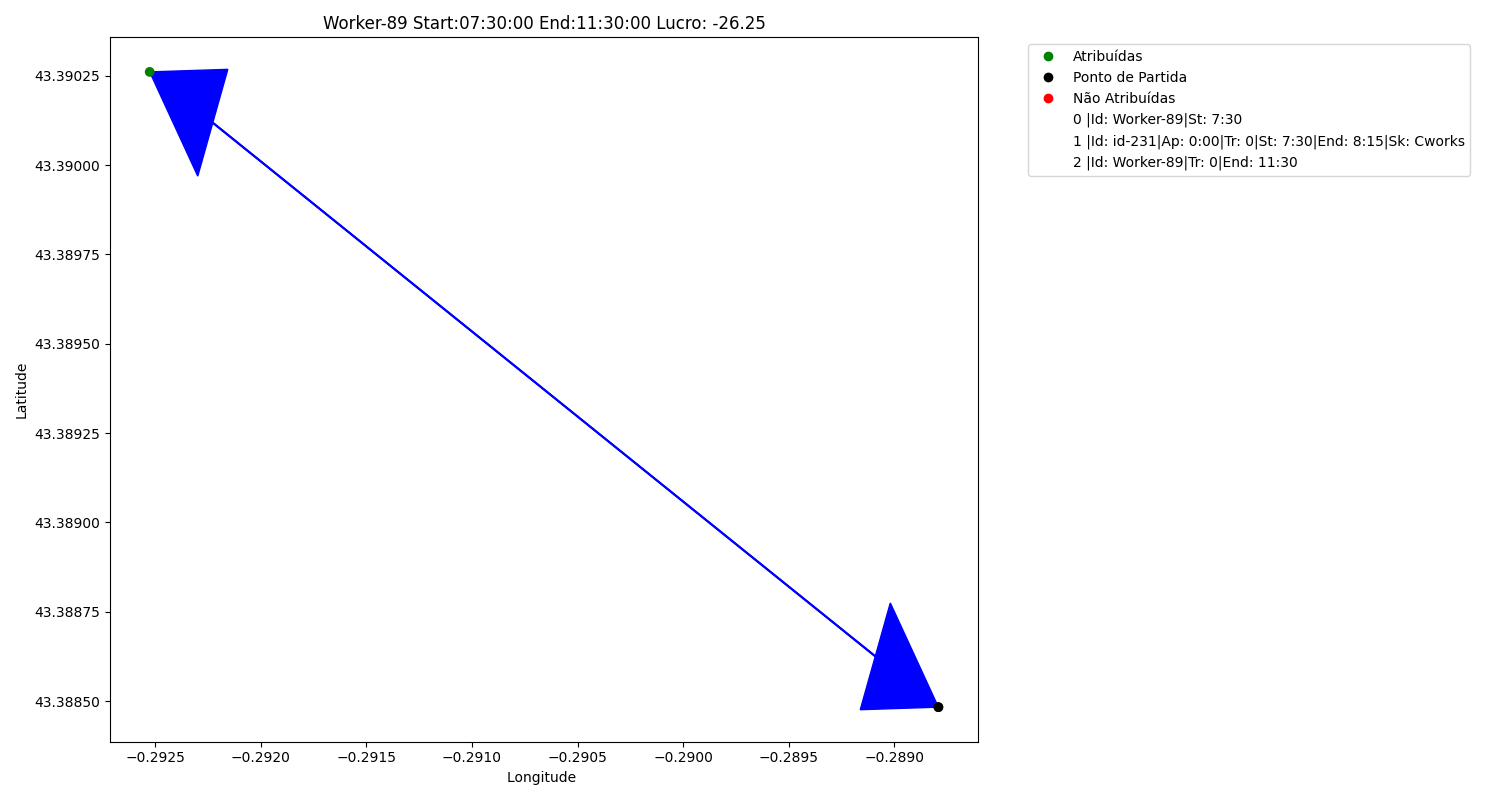 Worker-89 Start:07:30:00 End:11:30:00 Lucro: -26.25
Atribuídas
Ponto de Partida
Não Atribuídas
0 |Id: Worker-89|St: 7:30
1 |Id: id-231|Ap: 0:00|Tr: 0|St: 7:30|End: 8:15|Sk: Cworks
2 |Id: Worker-89|Tr: 0|End: 11:30
Latitude
43.39025
43.39000
43.38975
43.38950
43.38925
43.38900
43.38875
43.38850
−0.2925
−0.2920
−0.2915
−0.2910
−0.2905
−0.2900
−0.2895
−0.2890
Longitude